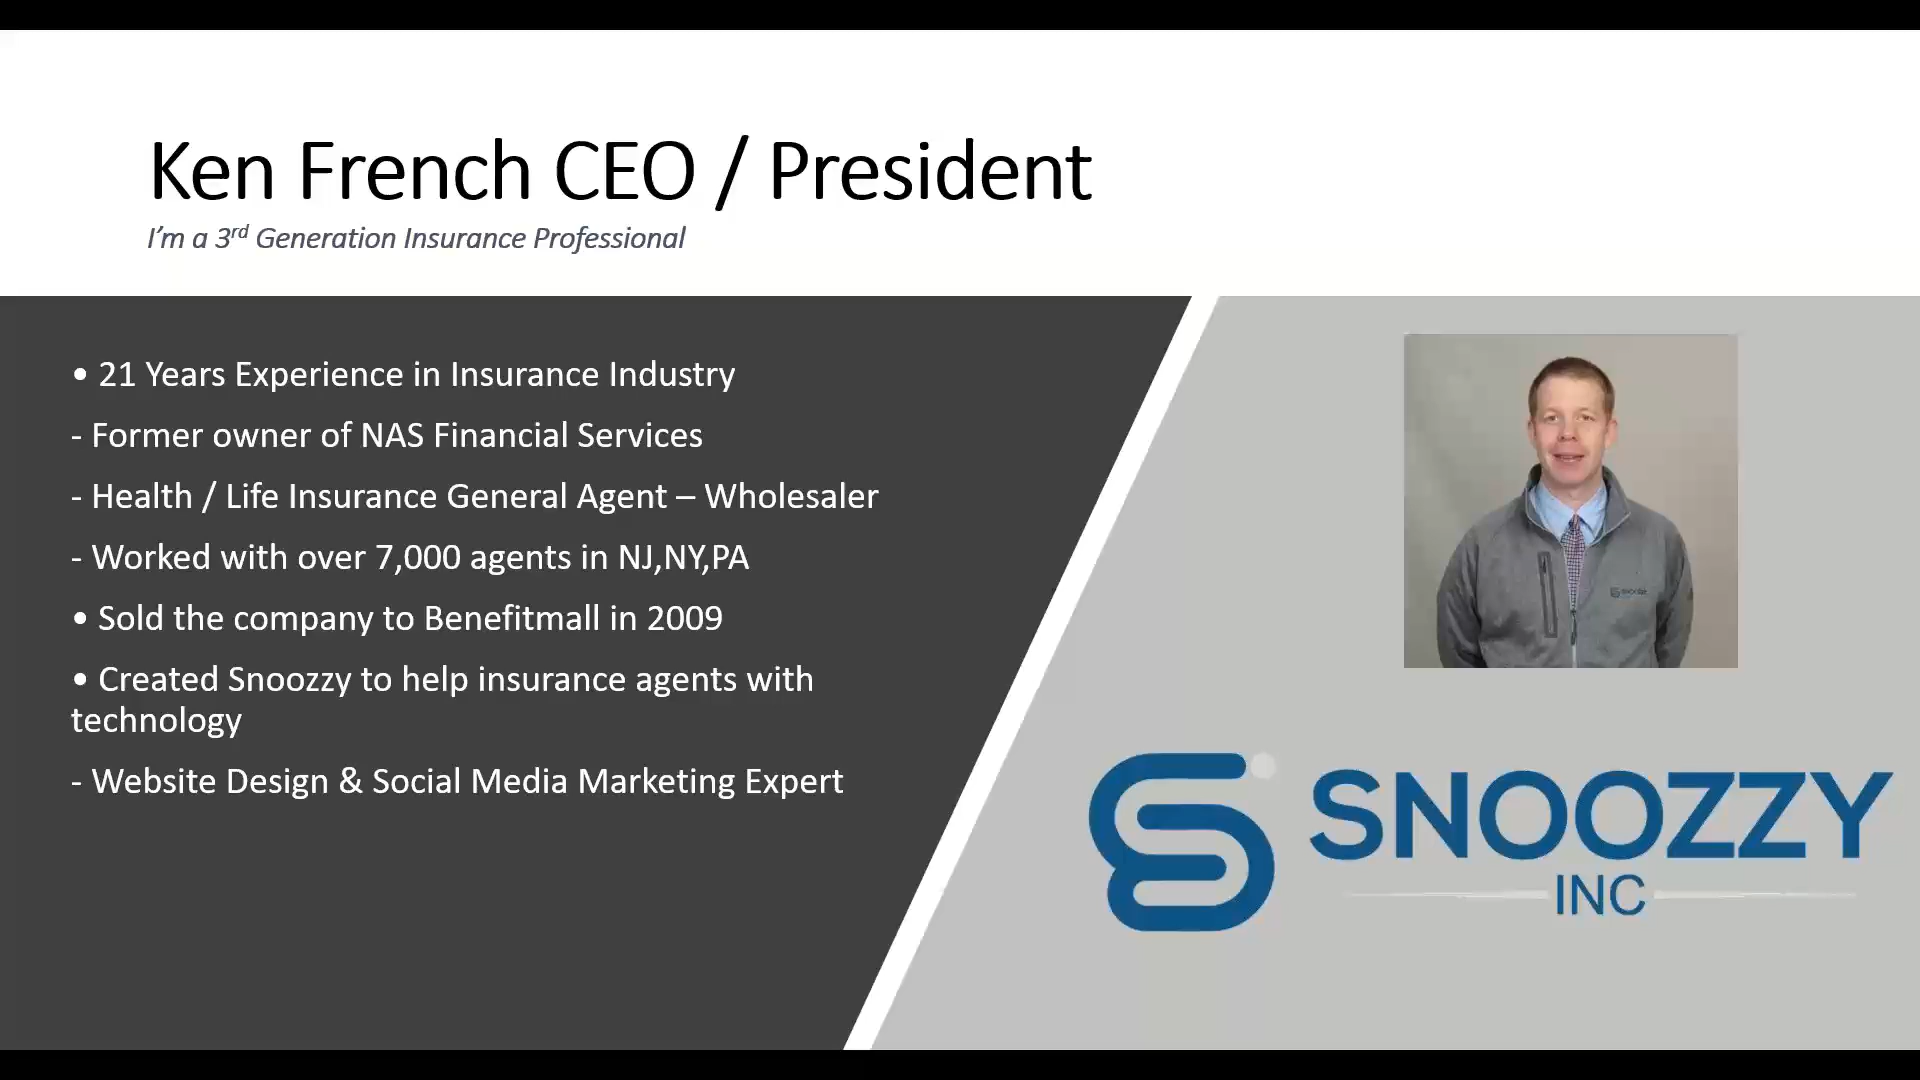 Ken French CEO / President
I'm a 3rd Generation Insurance Professional
• 21 Years Experience in Insurance Industry
- Former owner of NAS Financial Services
- Health / Life Insurance General Agent – Wholesaler
- Worked with over 7,000 agents in NJ,NY,PA
• Sold the company to Benefitmall in 2009
• Created Snoozzy to help insurance agents with
technology
- Website Design & Social Media Marketing Expert
SNOOZZY
INC